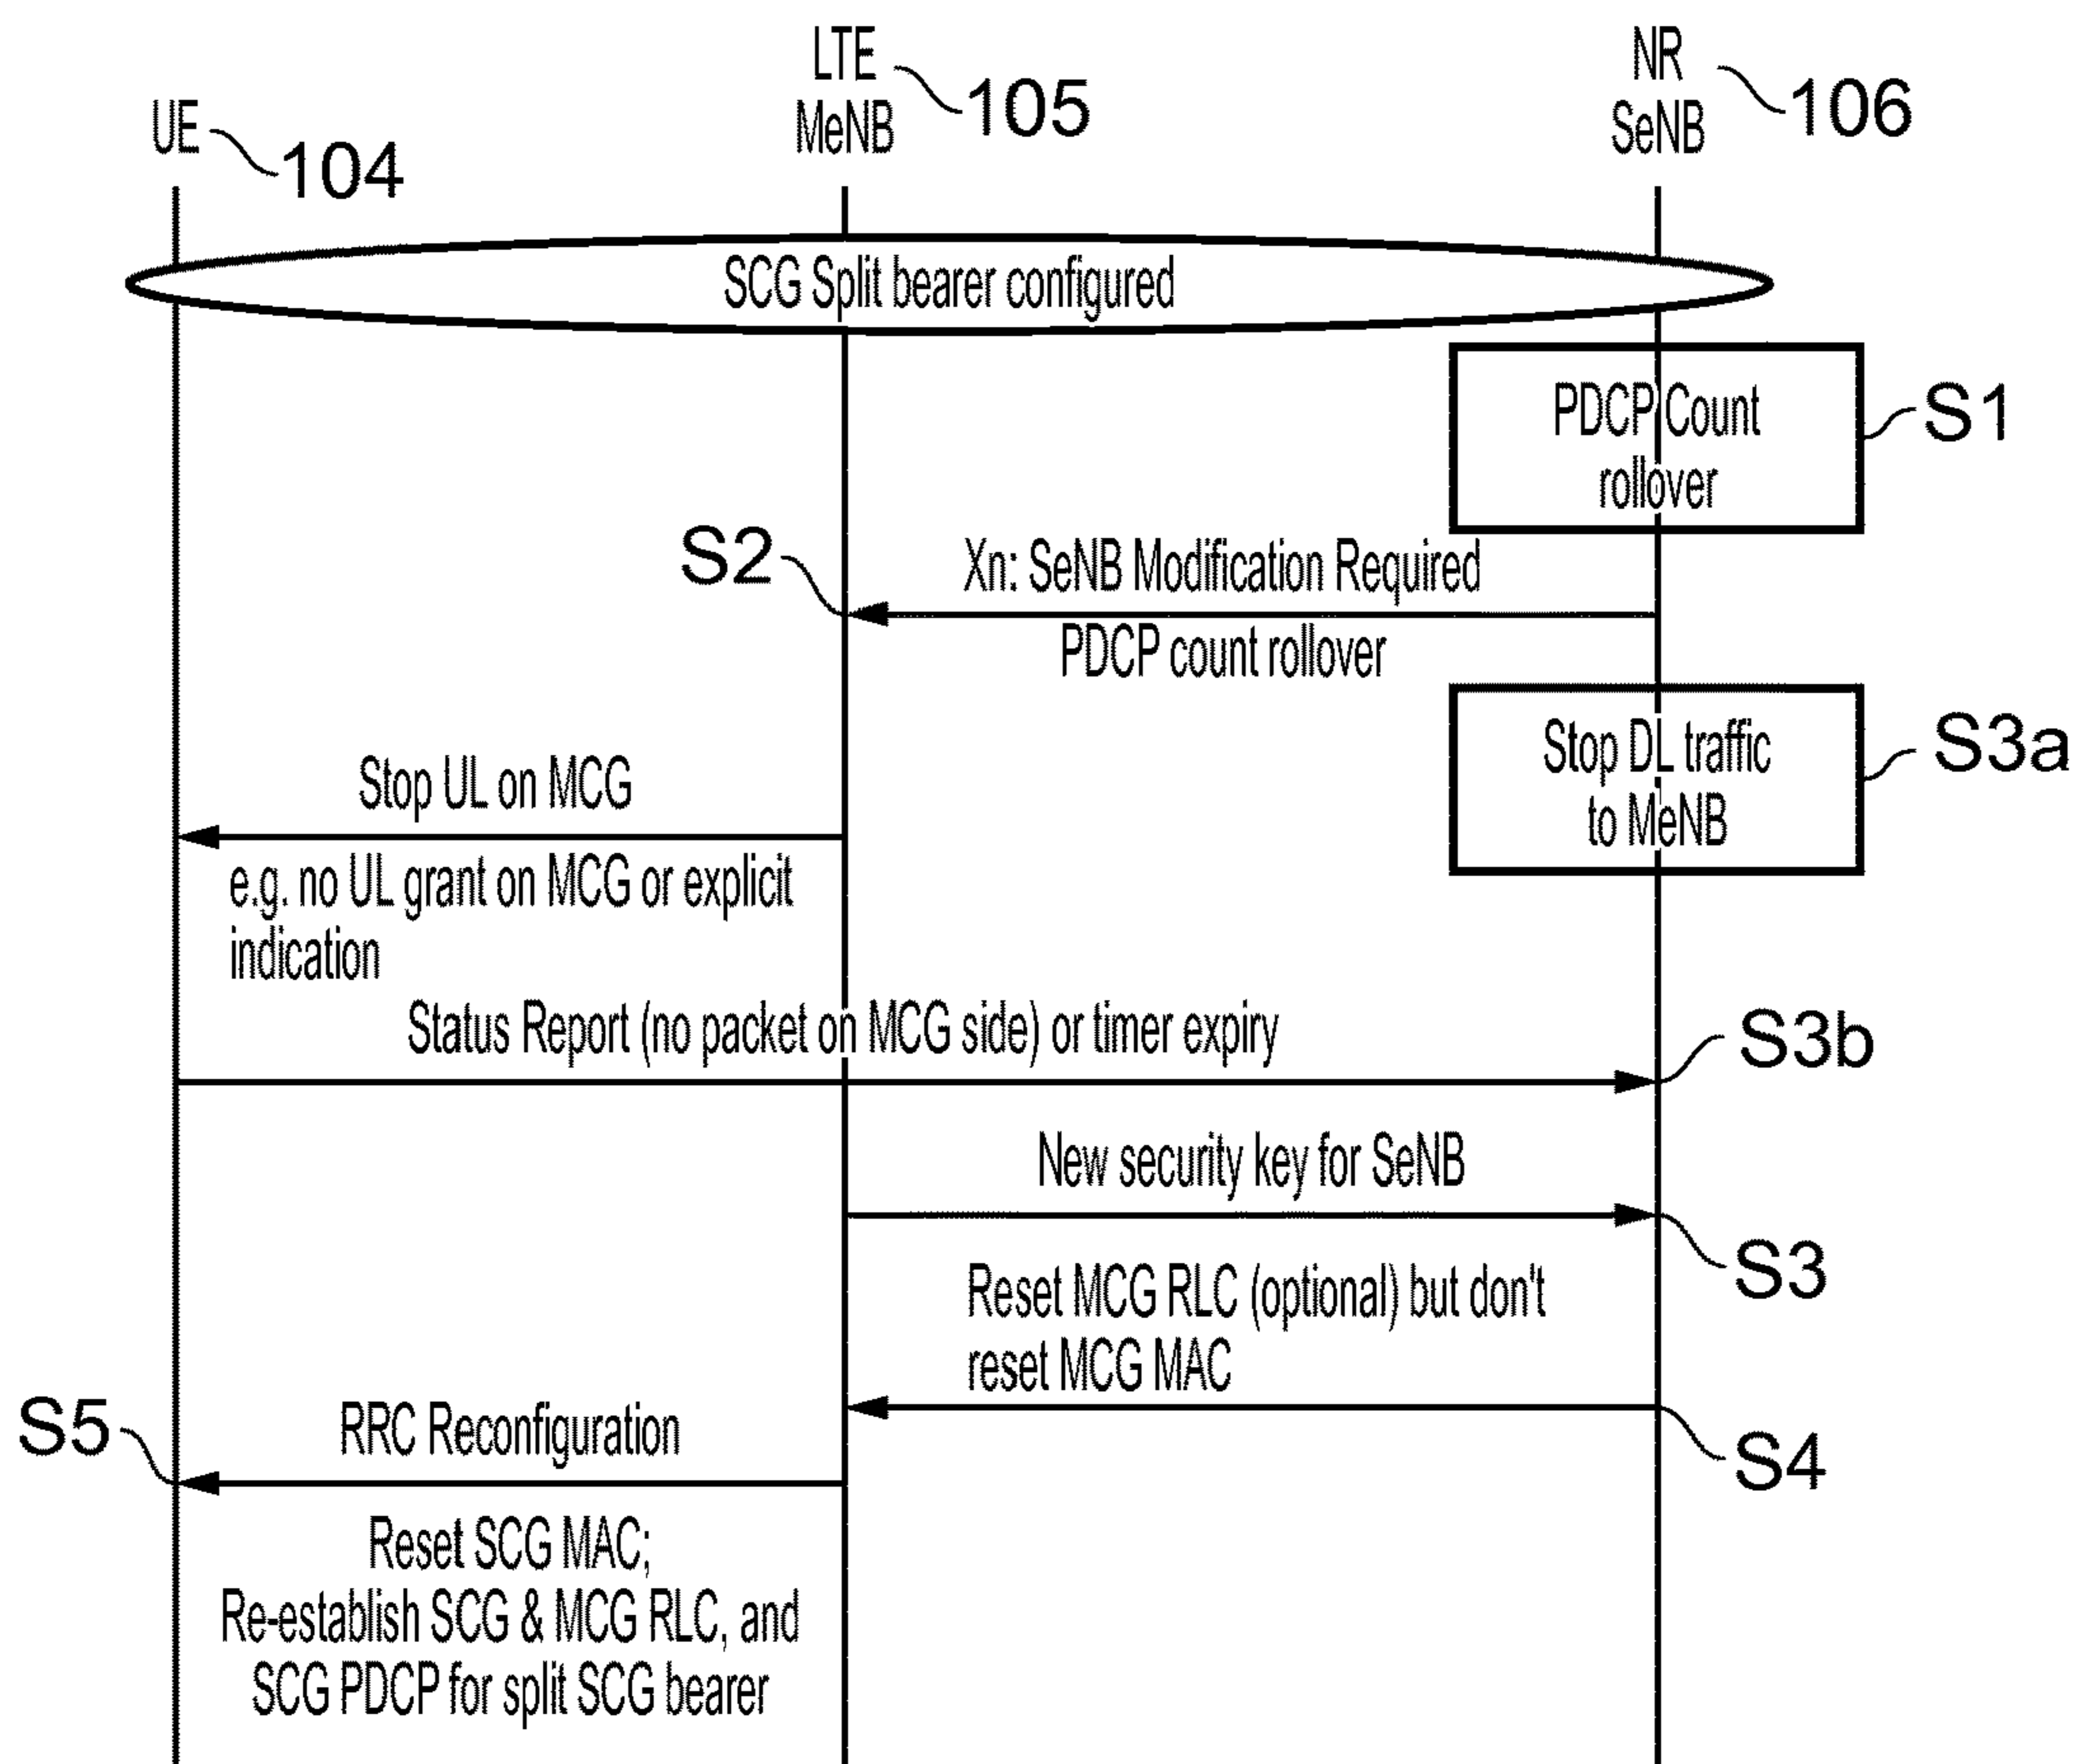 LTE
MeNB
105
NR
SeNB
106
UE
104
SCG Split bearer configured
PDCP Count
rollover
S1
S2
Xn: SeNB Modification Required
PDCP count rollover
Stop DL traffic
to MeNB
S3a
Stop UL on MCG
e.g. no UL grant on MCG or explicit
indication
Status Report (no packet on MCG side) or timer expiry
S3b
New security key for SeNB
S3
Reset MCG RLC (optional) but don't
reset MCG MAC
S4
S5
RRC Reconfiguration
Reset SCG MAC;
Re-establish SCG & MCG RLC, and
SCG PDCP for split SCG bearer